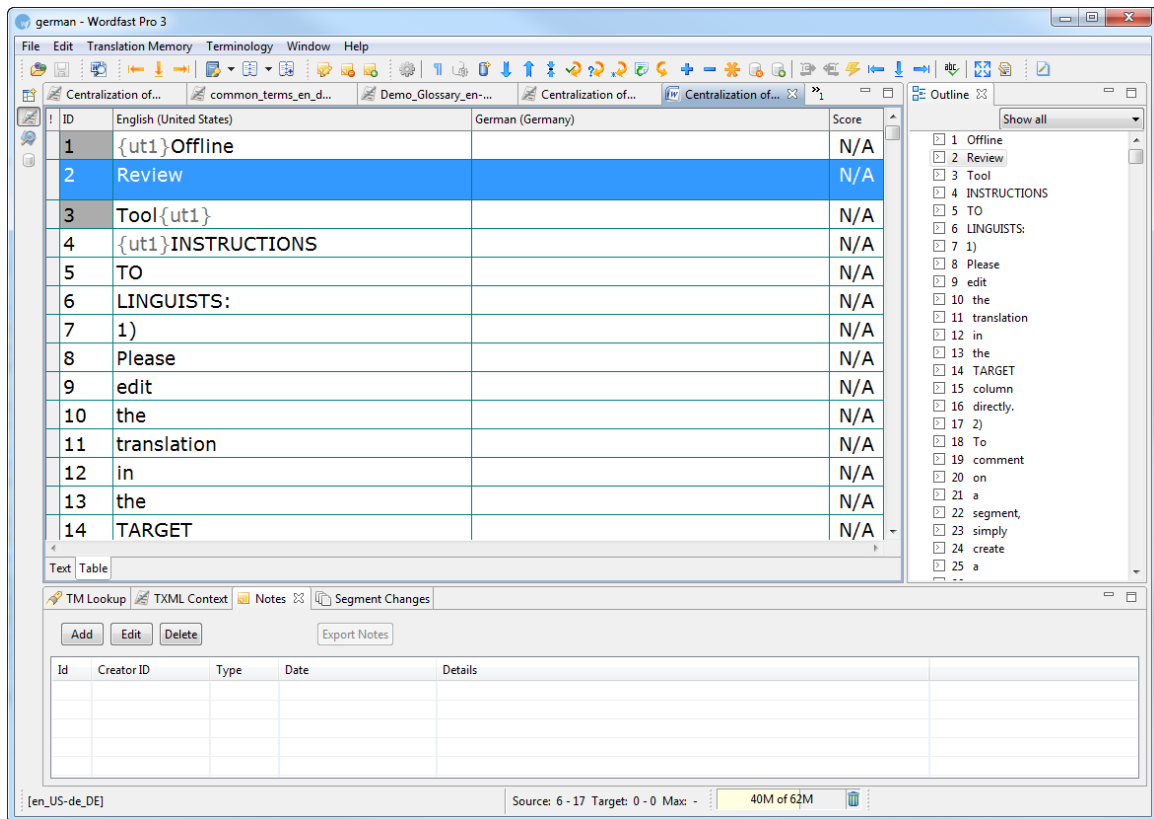 german - Wordfast Pro 3
File Edit Translation Memory Terminology Window Help
Centralization of... common_terms_en_d... Demo_Glossary_en-... Centralization of... Centralization of... »1 Outline
! ID English (United States) German (Germany) Score Show all
1 {ut1}Offline N/A
2 Review N/A
3 Tool{ut1} N/A
4 {ut1}INSTRUCTIONS N/A
5 TO N/A
6 LINGUISTS: N/A
7 1) N/A
8 Please N/A
9 edit N/A
10 the N/A
11 translation N/A
12 in N/A
13 the N/A
14 TARGET N/A
Text Table
1 Offline
2 Review
3 Tool
4 INSTRUCTIONS
5 TO
6 LINGUISTS:
7 1)
8 Please
9 edit
10 the
11 translation
12 in
13 the
14 TARGET
15 column
16 directly.
17 2)
18 To
19 comment
20 on
21 a
22 segment,
23 simply
24 create
25 a
TM Lookup TXML Context Notes Segment Changes
Add Edit Delete Export Notes
Id Creator ID Type Date Details
[en_US-de_DE] Source: 6 - 17 Target: 0 - 0 Max: - 40M of 62M